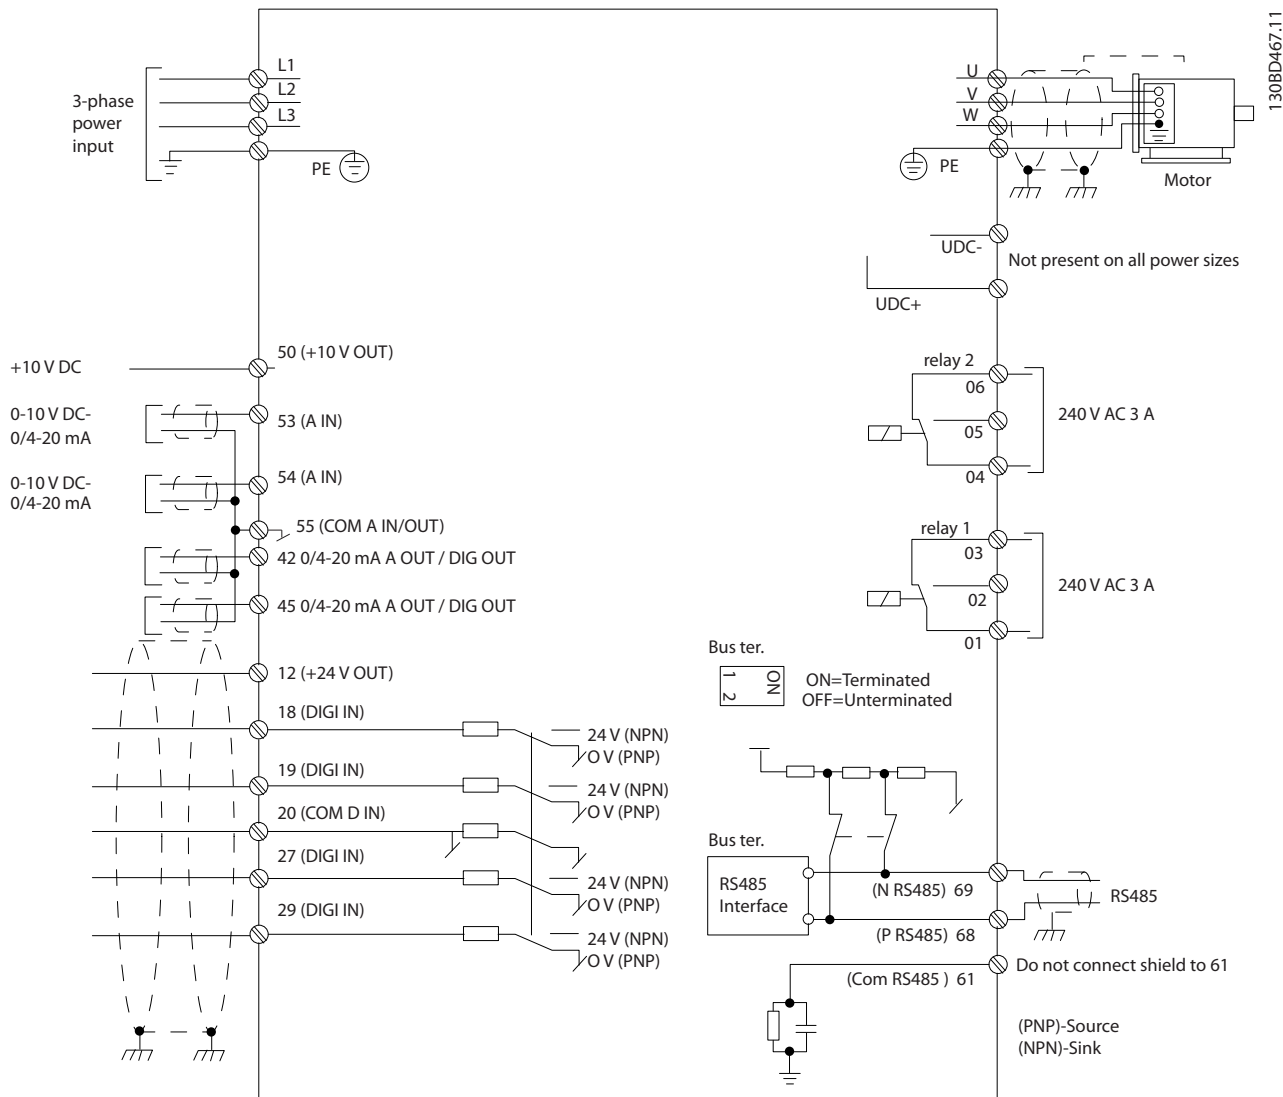 130BD467.11
3-phase
power
input
L1
L2
L3
PE
U
V
W
PE
Motor
UDC-
Not present on all power sizes
UDC+
+10 V DC
50 (+10 V OUT)
0-10 V DC-
0/4-20 mA
53 (A IN)
0-10 V DC-
0/4-20 mA
54 (A IN)
55 (COM A IN/OUT)
42 0/4-20 mA A OUT / DIG OUT
45 0/4-20 mA A OUT / DIG OUT
12 (+24 V OUT)
18 (DIGI IN)
24 V (NPN)
O V (PNP)
19 (DIGI IN)
24 V (NPN)
O V (PNP)
20 (COM D IN)
27 (DIGI IN)
24 V (NPN)
O V (PNP)
29 (DIGI IN)
24 V (NPN)
O V (PNP)
relay 2
06
05
04
240 V AC 3 A
relay 1
03
02
01
240 V AC 3 A
Bus ter.
1 2
ON
ON=Terminated
OFF=Unterminated
Bus ter.
RS485
Interface
(N RS485) 69
RS485
(P RS485) 68
(Com RS485 ) 61
Do not connect shield to 61
(PNP)-Source
(NPN)-Sink